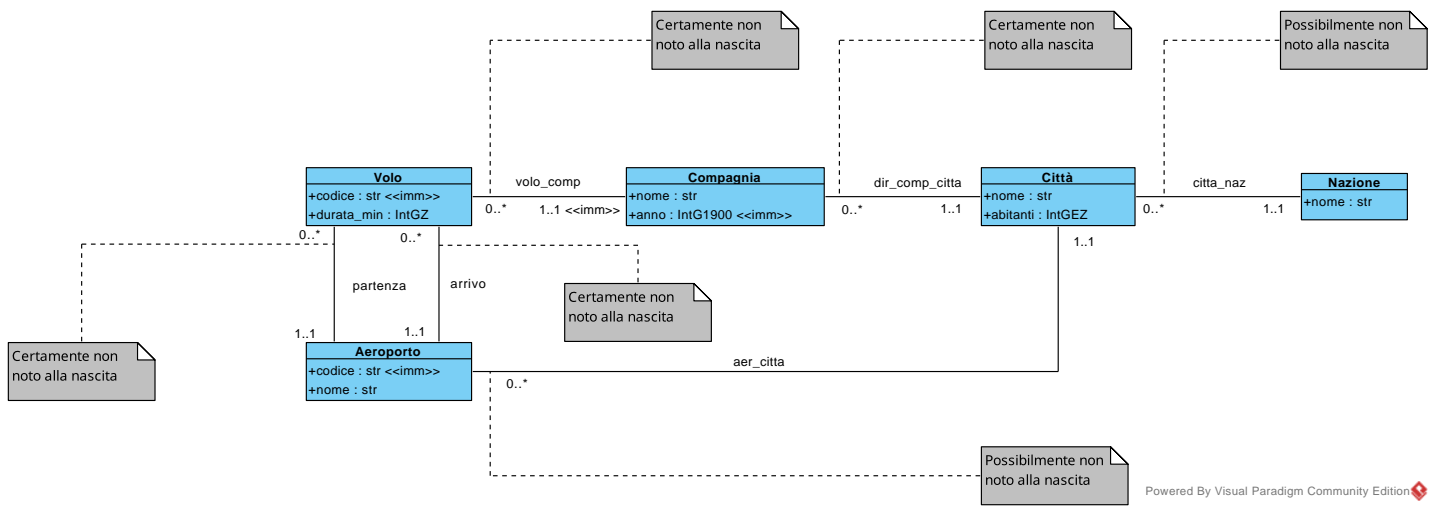 Certamente non
noto alla nascita
Certamente non
noto alla nascita
Possibilmente non
noto alla nascita
Volo
+codice : str <<imm>>
+durata_min : IntGZ
volo_comp
0..*
1..1 <<imm>>
Compagnia
+nome : str
+anno : IntG1900 <<imm>>
dir_comp_citta
0..*
1..1
Città
+nome : str
+abitanti : IntGEZ
citta_naz
0..*
1..1
Nazione
+nome : str
0..*
0..*
1..1
partenza
arrivo
Certamente non
noto alla nascita
1..1
1..1
Certamente non
noto alla nascita
Aeroporto
+codice : str <<imm>>
+nome : str
aer_citta
0..*
Possibilmente non
noto alla nascita
Powered By Visual Paradigm Community Edition